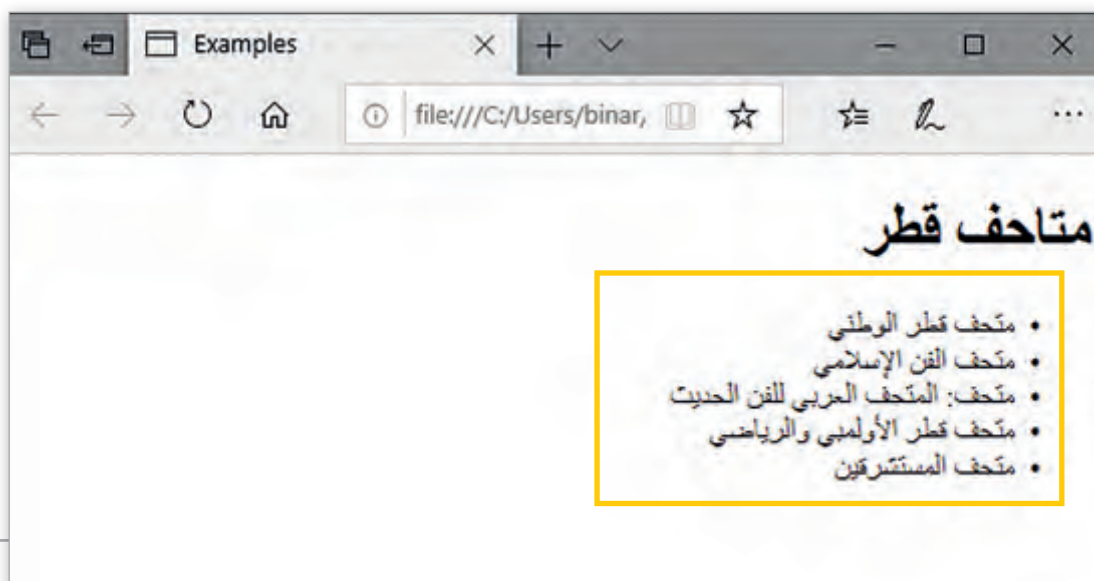 Examples
file:///C:/Users/binar,
متاحف قطر
• متحف قطر الوطني
• متحف الفن الإسلامي
• متحف: المتحف العربي للفن الحديث
• متحف قطر الأولمبي والرياضي
• متحف المستشرقين